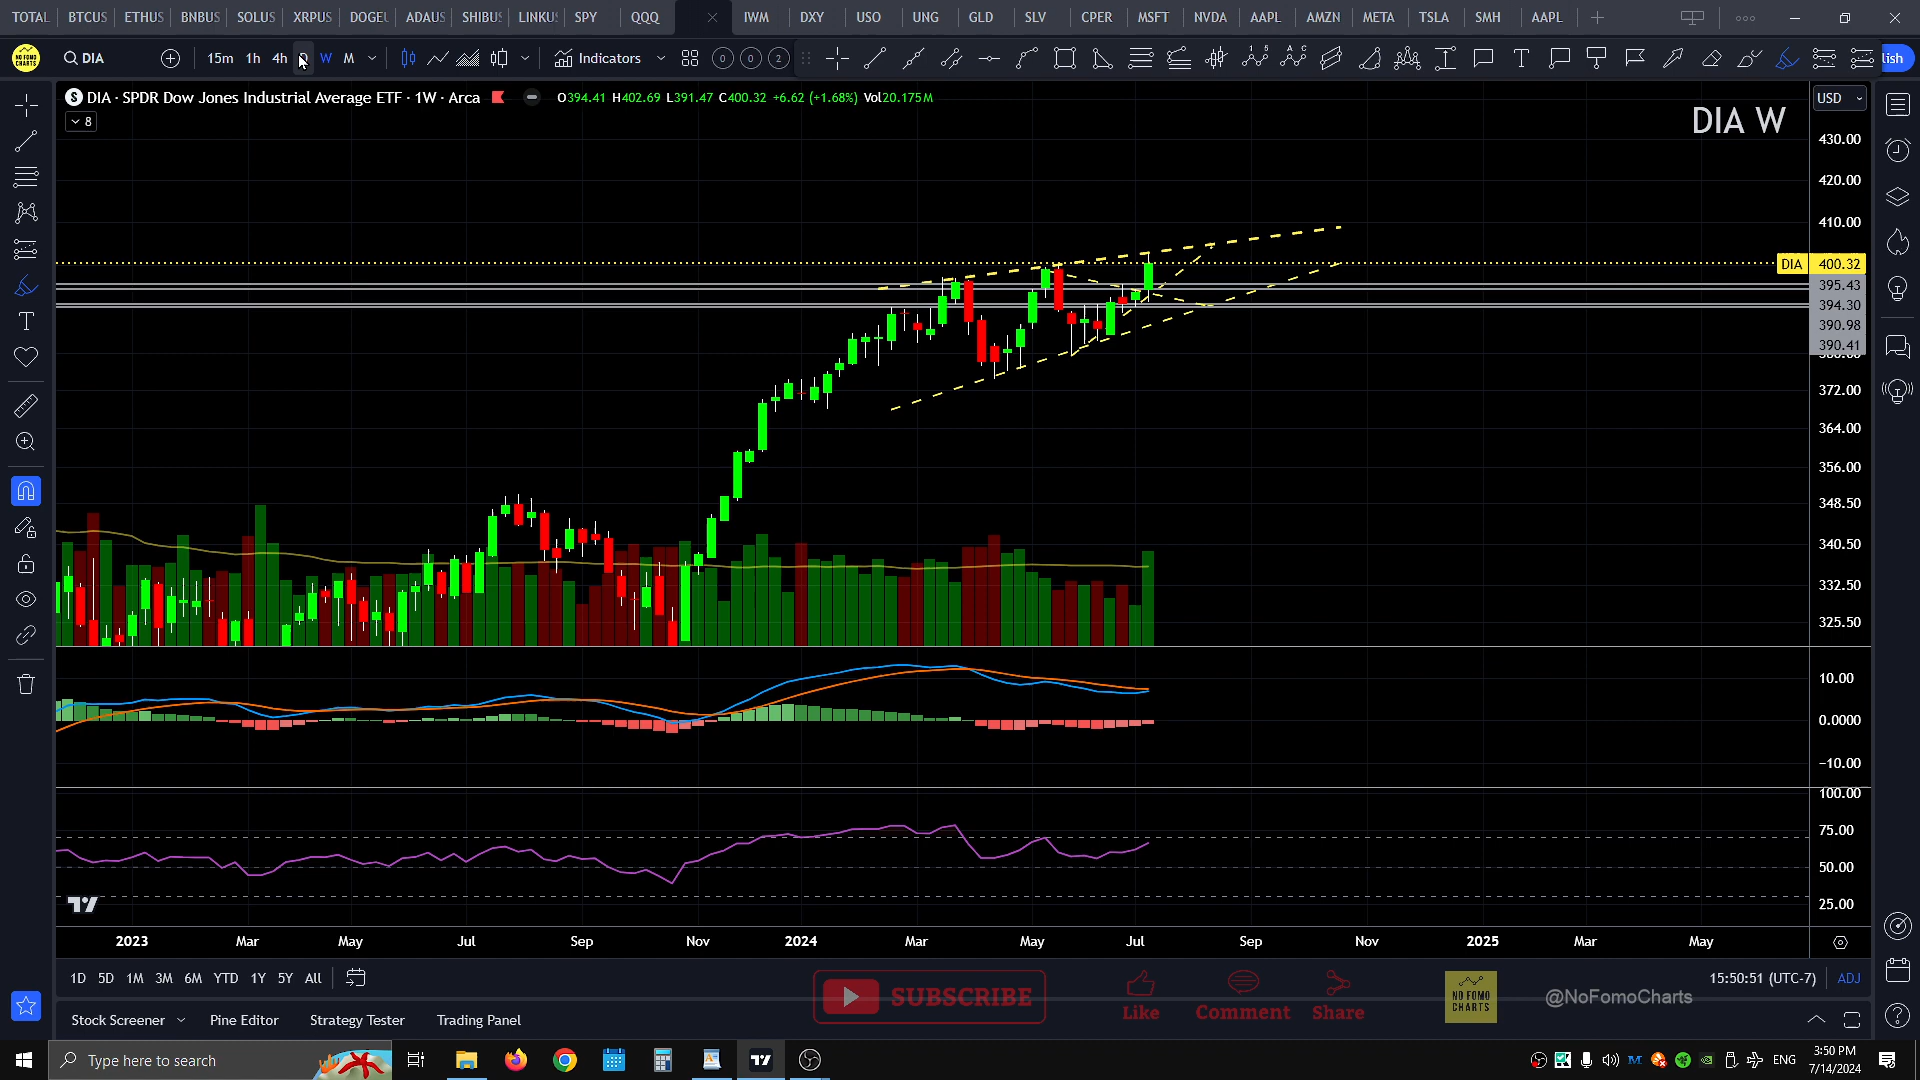 TOTAL BTCUS ETHUS BNBUS SOLUS XRPUS DOGEU ADAUS SHIBUS LINKUS SPY QQQ IWM DXY USO UNG GLD SLV CPER MSFT NVDA AAPL AMZN META TSLA SMH AAPL
NO FOMO CHARTS DIA 15m 1h 4h D W M Indicators 0 0 2 lish
S DIA · SPDR Dow Jones Industrial Average ETF · 1W · Arca O394.41 H402.69 L391.47 C400.32 +6.62 (+1.68%) Vol20.175M
USD
8
DIA W
430.00
420.00
410.00
DIA 400.32
395.43
394.30
390.98
390.41
372.00
364.00
356.00
348.50
340.50
332.50
325.50
10.00
0.0000
−10.00
100.00
75.00
50.00
25.00
2023 Mar May Jul Sep Nov 2024 Mar May Jul Sep Nov 2025 Mar May
1D 5D 1M 3M 6M YTD 1Y 5Y All
15:50:51 (UTC-7) ADJ
SUBSCRIBE
Like Comment Share
NO FOMO CHARTS
@NoFomoCharts
Stock Screener Pine Editor Strategy Tester Trading Panel
Type here to search
ENG
3:50 PM
7/14/2024